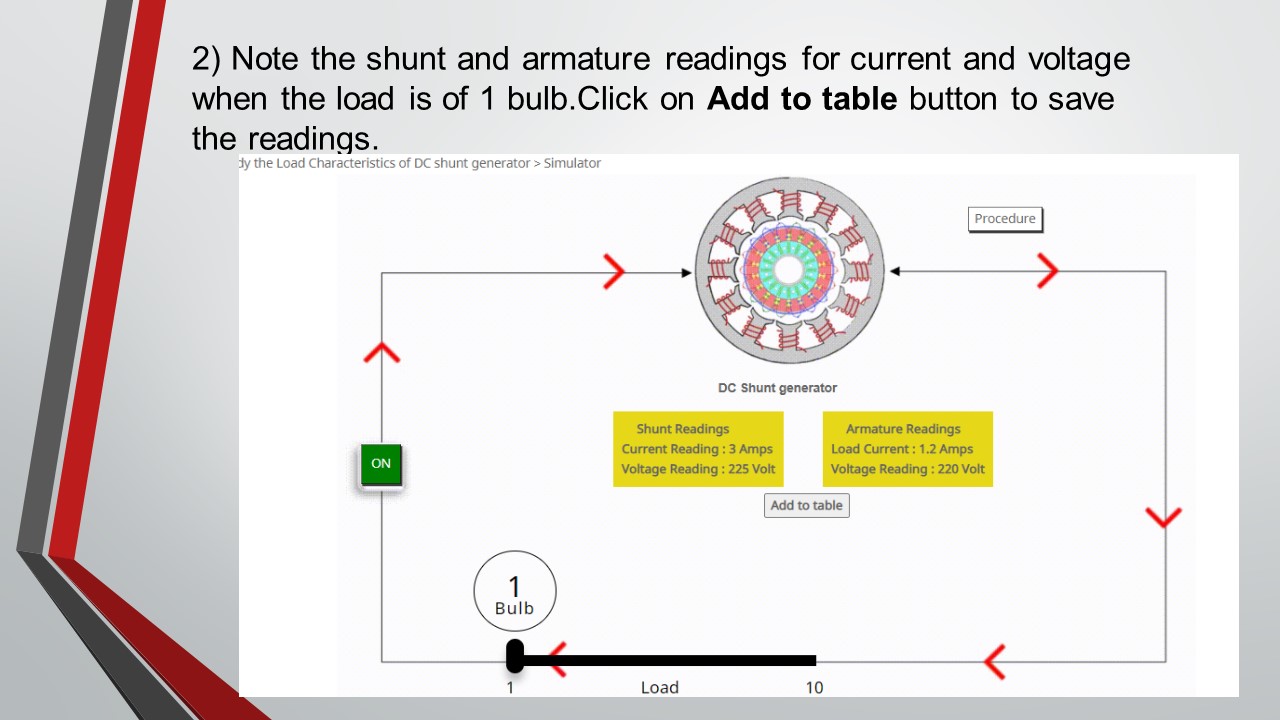 2) Note the shunt and armature readings for current and voltage
when the load is of 1 bulb.Click on Add to table button to save
the readings.
dy the Load Characteristics of DC shunt generator > Simulator
Procedure
DC Shunt generator
Shunt Readings
Current Reading : 3 Amps
Voltage Reading : 225 Volt
Armature Readings
Load Current : 1.2 Amps
Voltage Reading : 220 Volt
ON
Add to table
1
Bulb
1 Load 10